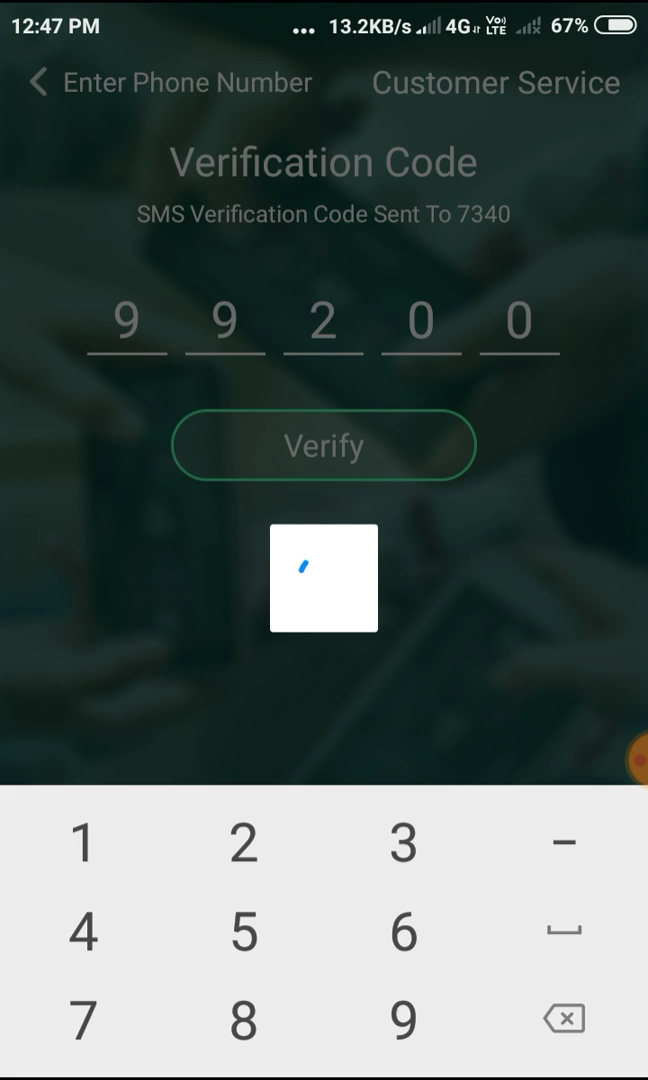 12:47 PM ... 13.2KB/s 4G VoLTE 67%
Enter Phone Number Customer Service
Verification Code
SMS Verification Code Sent To 7340
9 9 2 0 0
Verify
1 2 3 -
4 5 6
7 8 9